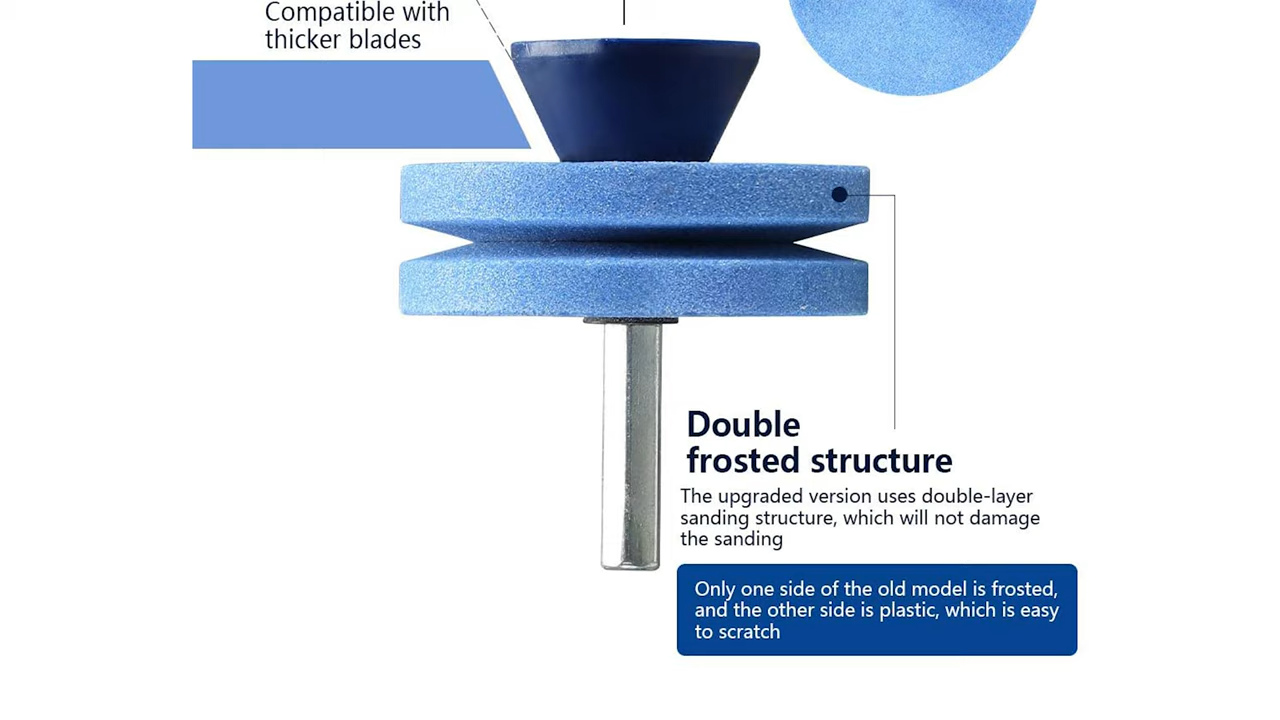 Compatible with
thicker blades
Double
frosted structure
The upgraded version uses double-layer
sanding structure, which will not damage
the sanding
Only one side of the old model is frosted,
and the other side is plastic, which is easy
to scratch